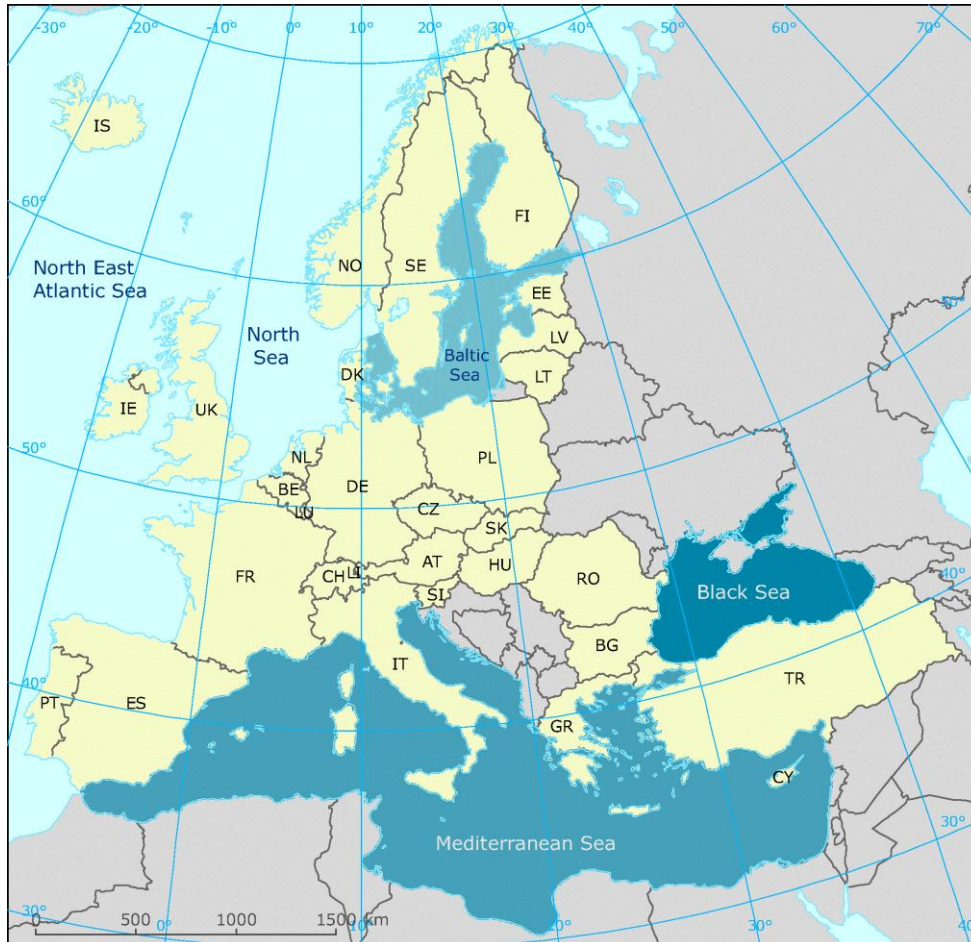 -30°
-20°
-10°
0°
10°
20°
30°
40°
50°
60°
70°
IS
60°
FI
NO
SE
North East
Atlantic Sea
EE
50°
North
Sea
LV
Baltic
Sea
DK
LT
IE
UK
50°
NL
PL
BE
DE
LU
CZ
SK
AT
HU
FR
CH
LI
RO
40°
SI
Black Sea
BG
IT
TR
40°
PT
ES
GR
CY
30°
Mediterranean Sea
30°
0
500
1000
1500 km
0°
10°
20°
30°